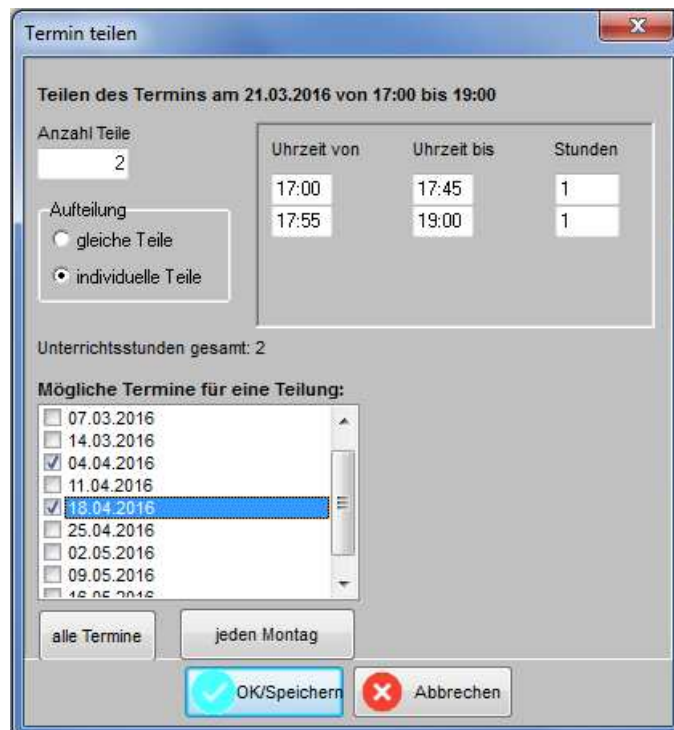 Termin teilen
Teilen des Termins am 21.03.2016 von 17:00 bis 19:00
Anzahl Teile
2
Aufteilung
gleiche Teile
individuelle Teile
Uhrzeit von Uhrzeit bis Stunden
17:00 17:45 1
17:55 19:00 1
Unterrichtsstunden gesamt: 2
Mögliche Termine für eine Teilung:
07.03.2016
14.03.2016
04.04.2016
11.04.2016
18.04.2016
25.04.2016
02.05.2016
09.05.2016
16.05.2016
alle Termine jeden Montag
OK/Speichern Abbrechen